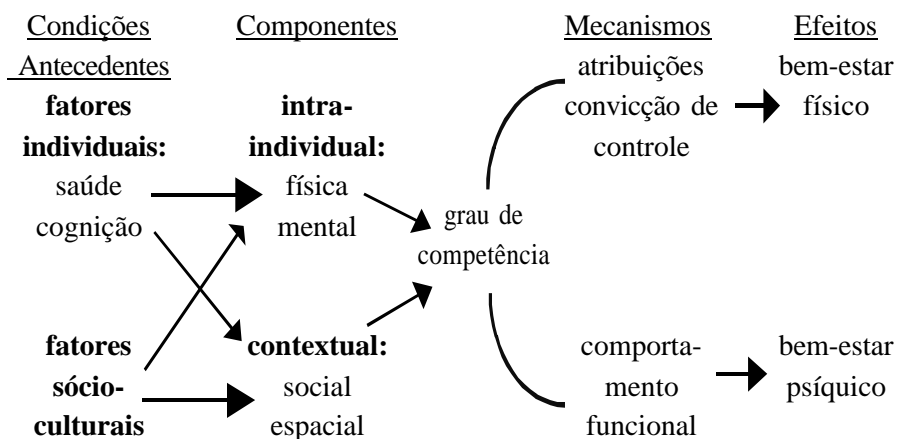 Condições Componentes Mecanismos Efeitos
Antecedentes atribuições bem-estar
fatores intra- convicção de físico
individuais: individual: controle
saúde física
cognição mental grau de
competência
fatores contextual: comporta- bem-estar
sócio- social mento psíquico
culturais espacial funcional